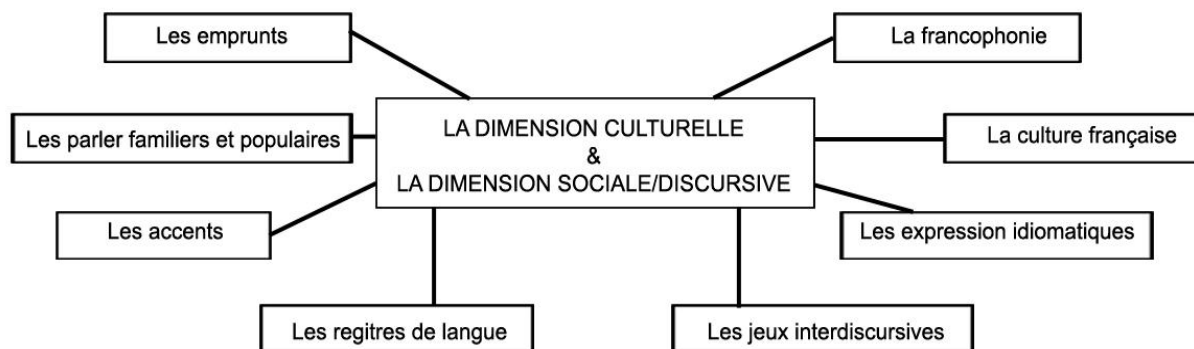 Les emprunts
La francophonie
LA DIMENSION CULTURELLE
&
LA DIMENSION SOCIALE/DISCURSIVE
Les parler familiers et populaires
La culture française
Les accents
Les expression idiomatiques
Les regitres de langue
Les jeux interdiscursives